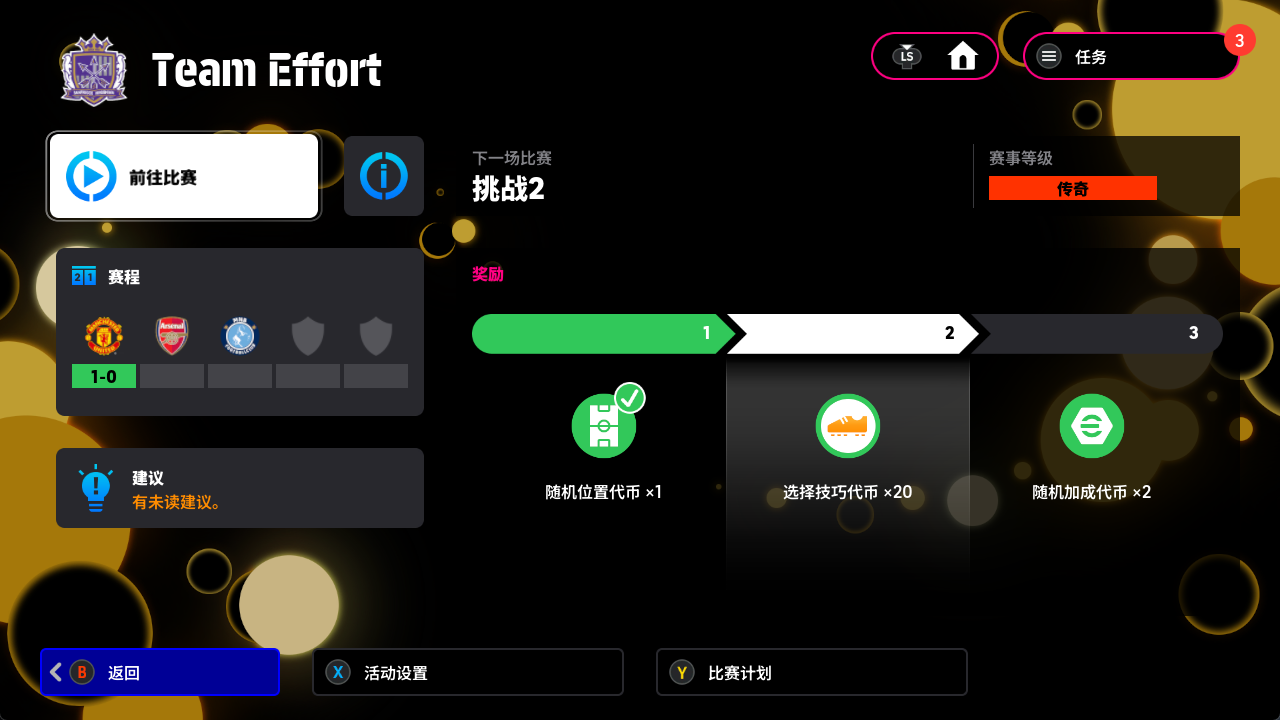 Team Effort
LS
任务
3
前往比赛
下一场比赛
挑战2
赛事等级
传奇
21
赛程
Arsenal
1-0
奖励
1
2
3
建议
有未读建议。
随机位置代币 ×1
选择技巧代币 ×20
随机加成代币 ×2
B
返回
X
活动设置
Y
比赛计划